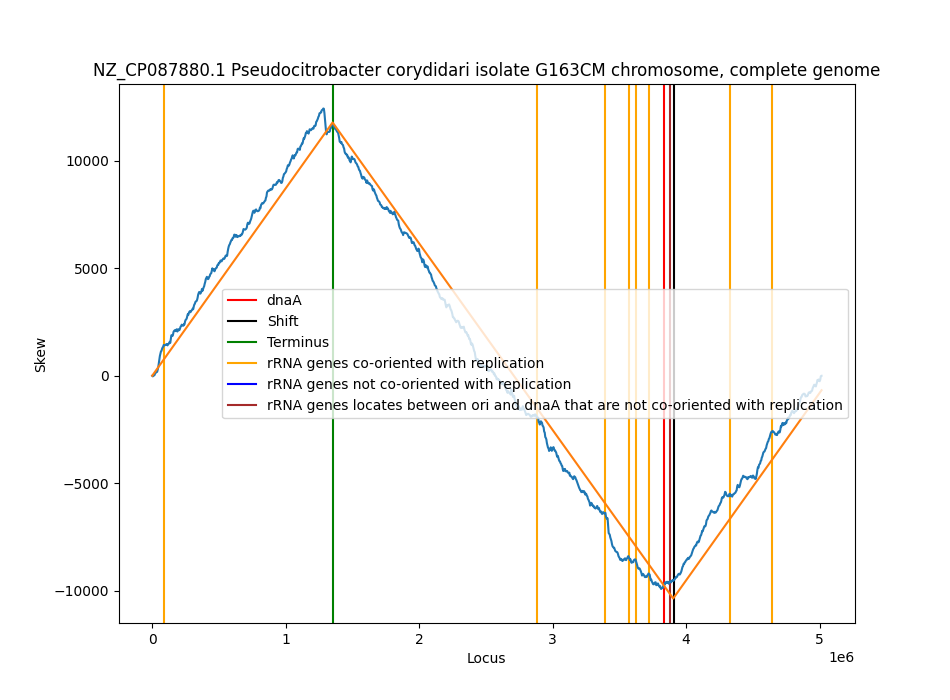 NZ_CP087880.1 Pseudocitrobacter corydidari isolate G163CM chromosome, complete genome
10000
5000
0
−5000
−10000
Skew
dnaA
Shift
Terminus
rRNA genes co-oriented with replication
rRNA genes not co-oriented with replication
rRNA genes locates between ori and dnaA that are not co-oriented with replication
0 1 2 3 4 5
1e6
Locus